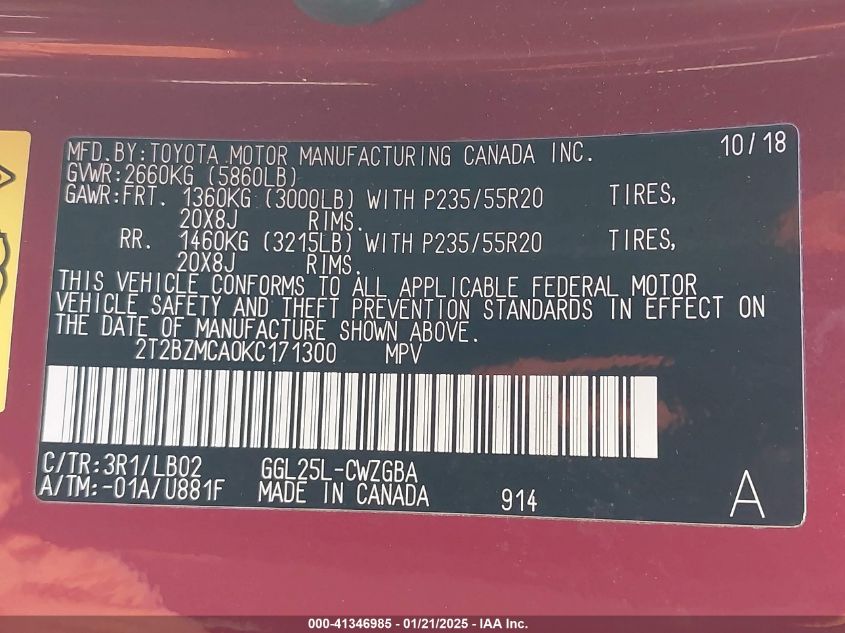 MFD.BY:TOYOTA MOTOR MANUFACTURING CANADA INC. 10/18
GVWR:2660KG (5860LB)
GAWR:FRT. 1360KG (3000LB) WITH P235/55R20 TIRES,
20X8J RIMS.
RR. 1460KG (3215LB) WITH P235/55R20 TIRES,
20X8J RIMS.
THIS VEHICLE CONFORMS TO ALL APPLICABLE FEDERAL MOTOR
VEHICLE SAFETY AND THEFT PREVENTION STANDARDS IN EFFECT ON
THE DATE OF MANUFACTURE SHOWN ABOVE.
2T2BZMCA0KC171300 MPV
C/TR:3R1/LB02 GGL25L-CWZGBA
A/TM:-01A/U881F MADE IN CANADA 914 A
000-41346985 - 01/21/2025 - IAA Inc.